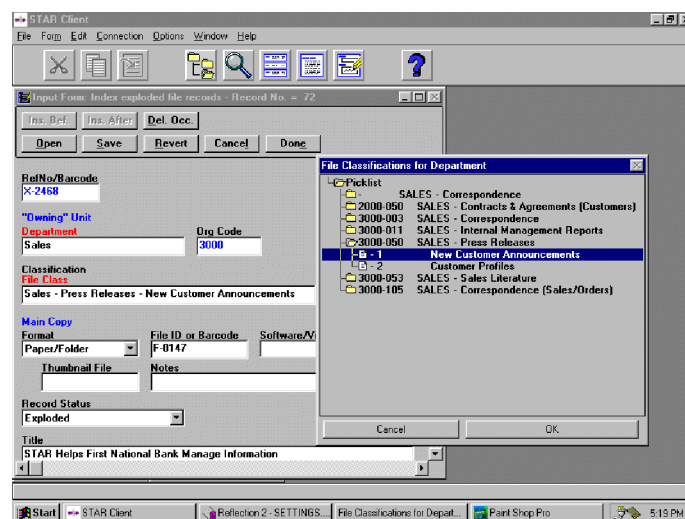 STAR Client
File Form Edit Connection Options Window Help
Input Form: Index exploded file records - Record No. = 72
Ins. Bef. Ins. After Del. Occ.
Open Save Revert Cancel Done
RefNo/Barcode
X-2468
"Owning" Unit
Department Org Code
Sales 3000
Classification
File Class
Sales - Press Releases - New Customer Announcements
Main Copy
Format File ID or Barcode Software/Vi
Paper/Folder F-0147
Thumbnail File Notes
Record Status
Exploded
Title
STAR Helps First National Bank Manage Information
File Classifications for Department
Picklist
- SALES - Correspondence
2000-050 SALES - Contracts & Agreements (Customers)
3000-003 SALES - Correspondence
3000-011 SALES - Internal Management Reports
3000-050 SALES - Press Releases
- 1 New Customer Announcements
- 2 Customer Profiles
3000-053 SALES - Sales Literature
3000-105 SALES - Correspondence (Sales/Orders)
Cancel OK
Start STAR Client Reflection 2 - SETTINGS.... File Classifications for Depart... Paint Shop Pro 5:19 PM